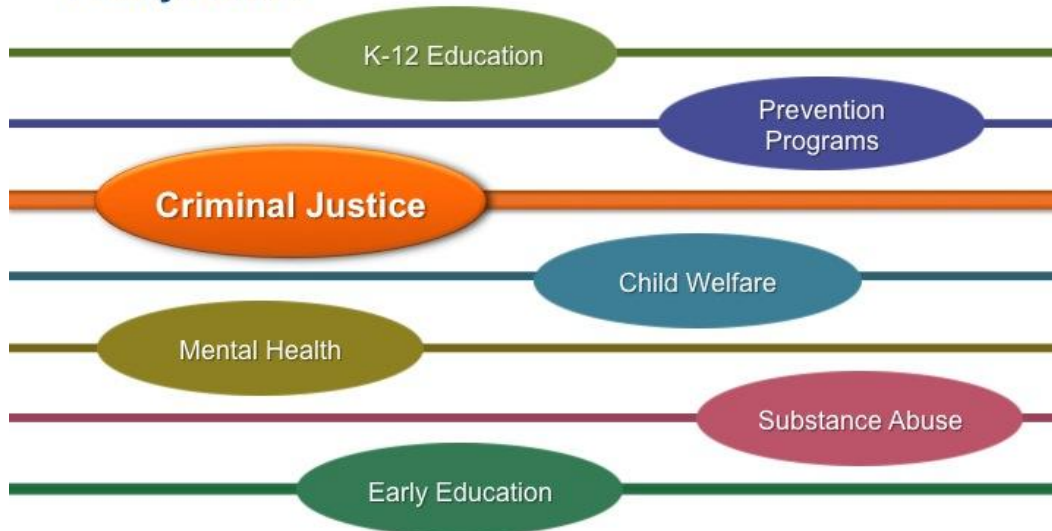 K-12 Education
Prevention
Programs
Criminal Justice
Child Welfare
Mental Health
Substance Abuse
Early Education